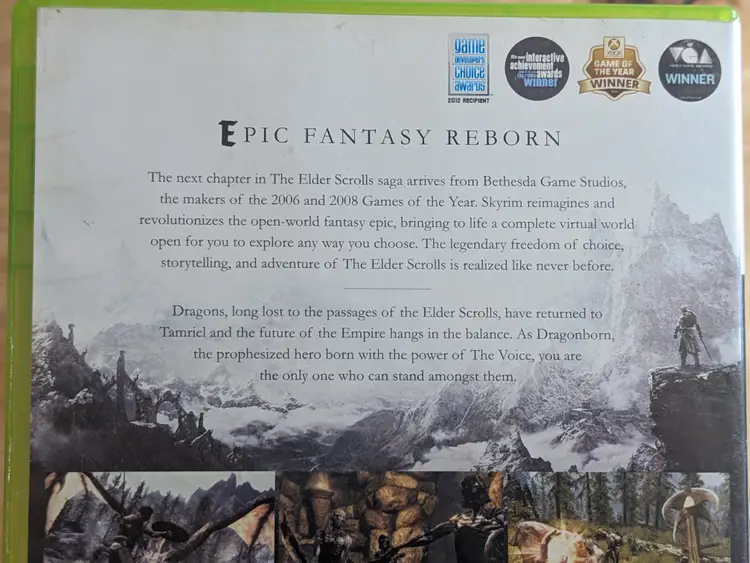 game
developers
choice
awards
2012 RECIPIENT
interactive
achievement
awards
winner
XBOX
GAME OF
THE YEAR
WINNER
VGA
VIDEO GAME AWARDS
WINNER
EPIC FANTASY REBORN
The next chapter in The Elder Scrolls saga arrives from Bethesda Game Studios,
the makers of the 2006 and 2008 Games of the Year. Skyrim reimagines and
revolutionizes the open-world fantasy epic, bringing to life a complete virtual world
open for you to explore any way you choose. The legendary freedom of choice,
storytelling, and adventure of The Elder Scrolls is realized like never before.
Dragons, long lost to the passages of the Elder Scrolls, have returned to
Tamriel and the future of the Empire hangs in the balance. As Dragonborn,
the prophesized hero born with the power of The Voice, you are
the only one who can stand amongst them.